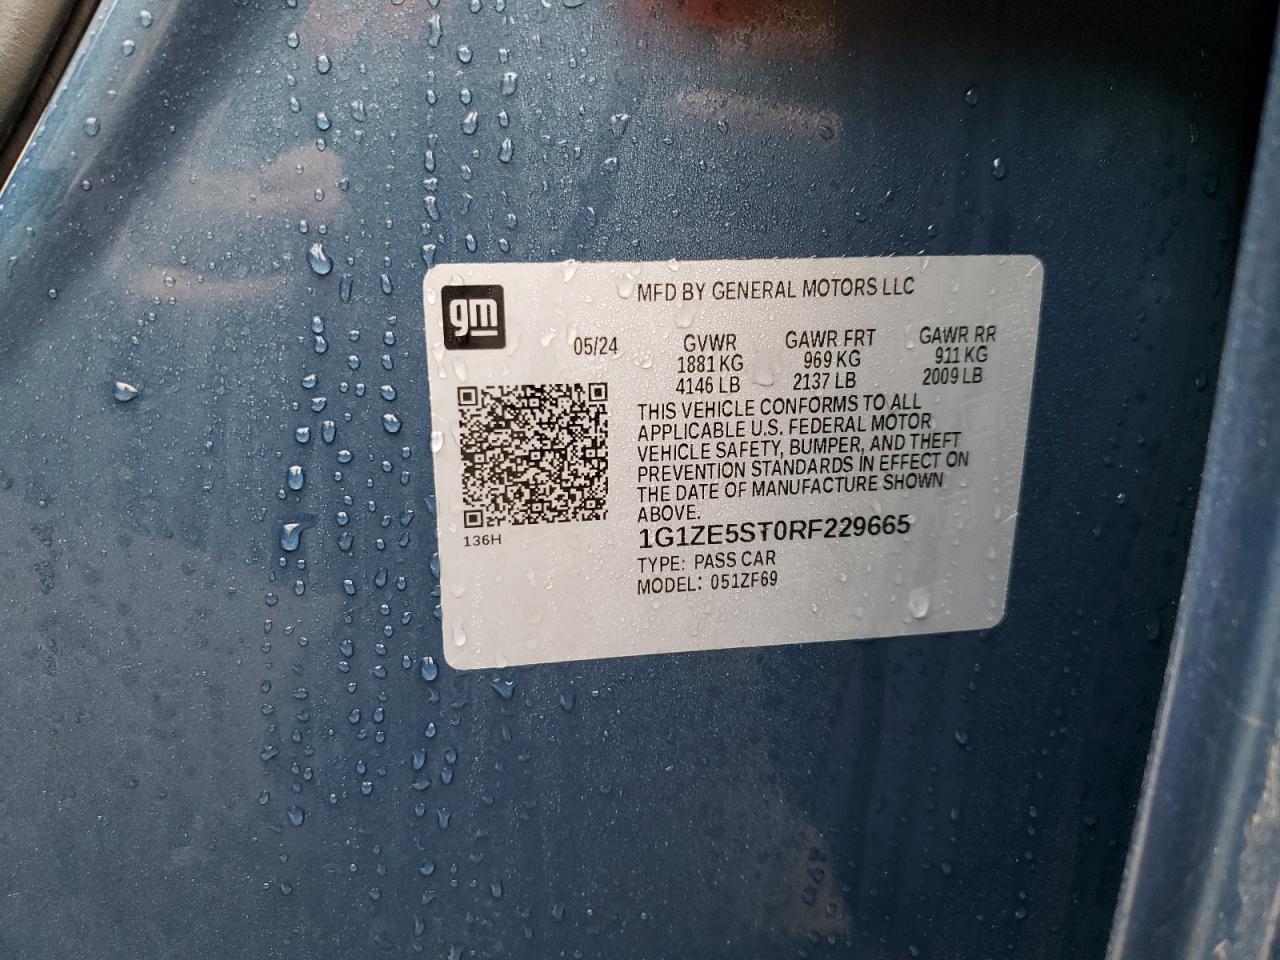 MFD BY GENERAL MOTORS LLC
gm
05/24 GVWR GAWR FRT GAWR RR
1881 KG 969 KG 911 KG
4146 LB 2137 LB 2009 LB
THIS VEHICLE CONFORMS TO ALL
APPLICABLE U.S. FEDERAL MOTOR
VEHICLE SAFETY, BUMPER, AND THEFT
PREVENTION STANDARDS IN EFFECT ON
THE DATE OF MANUFACTURE SHOWN
ABOVE.
136H
1G1ZE5ST0RF229665
TYPE: PASS CAR
MODEL: 051ZF69